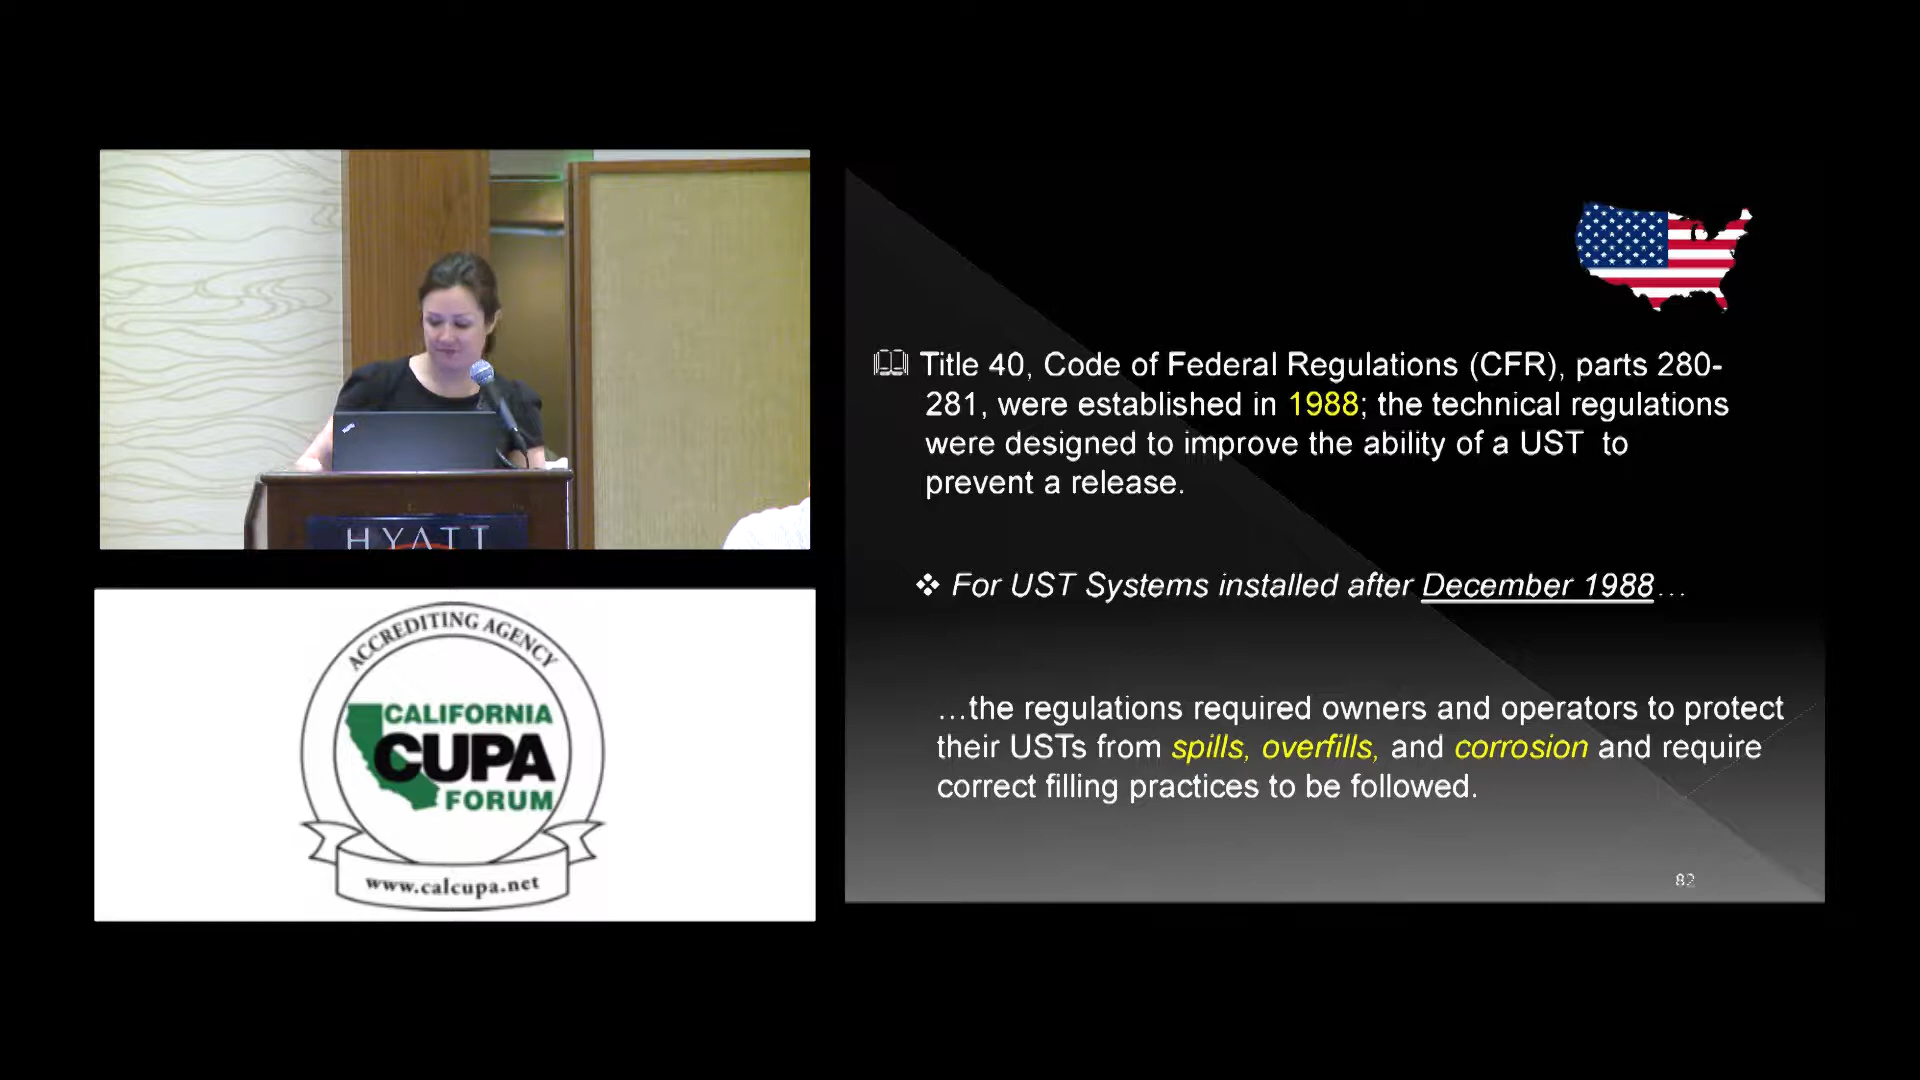 HYATT
ACCREDITING AGENCY
CALIFORNIA
CUPA
FORUM
www.calcupa.net
Title 40, Code of Federal Regulations (CFR), parts 280-
281, were established in 1988; the technical regulations
were designed to improve the ability of a UST to
prevent a release.
❖ For UST Systems installed after December 1988…
…the regulations required owners and operators to protect
their USTs from spills, overfills, and corrosion and require
correct filling practices to be followed.
82